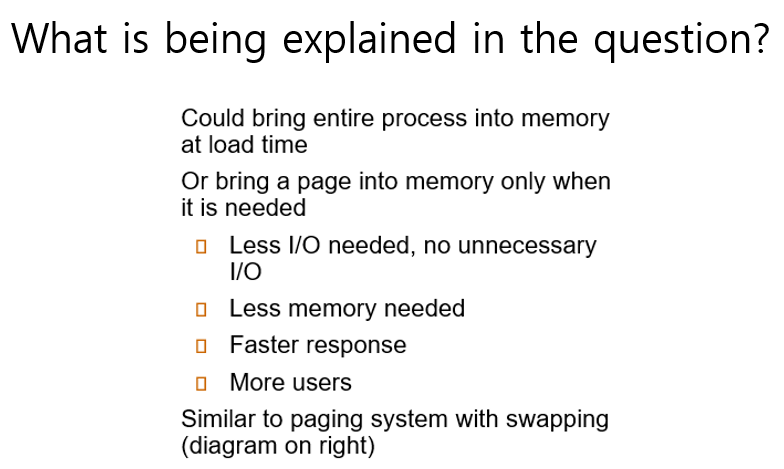 What is being explained in the question?
Could bring entire process into memory
at load time
Or bring a page into memory only when
it is needed
Less I/O needed, no unnecessary
I/O
Less memory needed
Faster response
More users
Similar to paging system with swapping
(diagram on right)